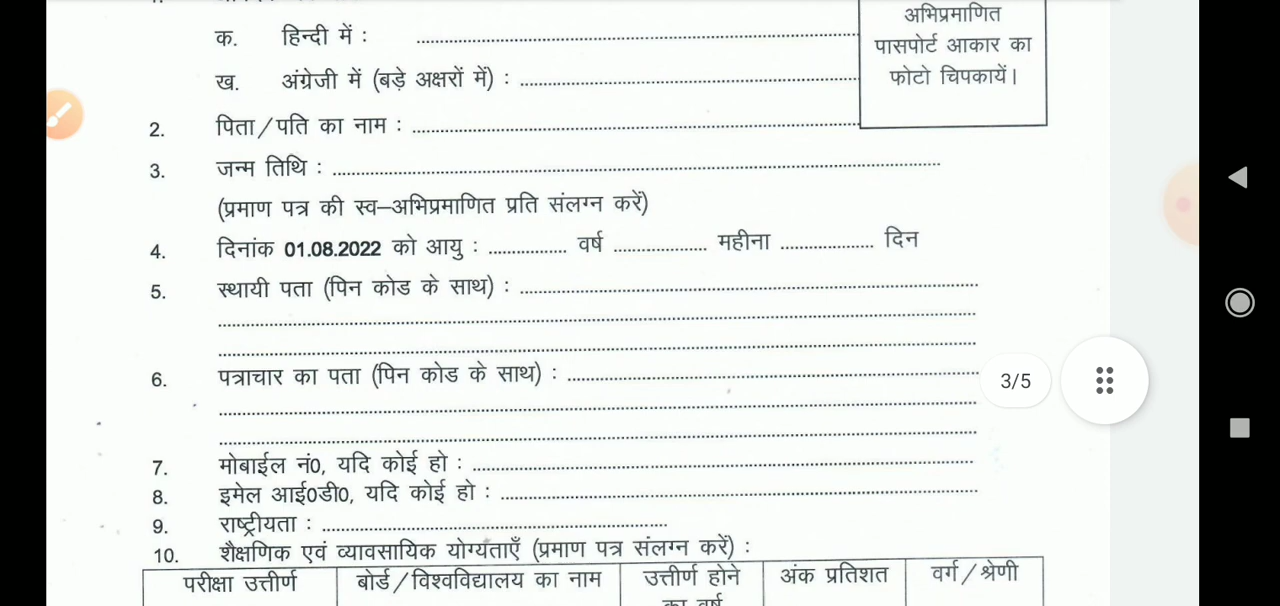 अभिप्रमाणित
पासपोर्ट आकार का
फोटो चिपकायें।
क. हिन्दी में :
ख. अंग्रेजी में (बड़े अक्षरों में) :
2. पिता/पति का नाम :
3. जन्म तिथि :
(प्रमाण पत्र की स्व–अभिप्रमाणित प्रति संलग्न करें)
4. दिनांक 01.08.2022 को आयु : ............... वर्ष .................. महीना .................. दिन
5. स्थायी पता (पिन कोड के साथ) :
6. पत्राचार का पता (पिन कोड के साथ) :
3/5
7. मोबाईल नं0, यदि कोई हो :
8. इमेल आई0डी0, यदि कोई हो :
9. राष्ट्रीयता :
10. शैक्षणिक एवं व्यावसायिक योग्यताएँ (प्रमाण पत्र संलग्न करें) :
परीक्षा उत्तीर्ण बोर्ड/विश्वविद्यालय का नाम उत्तीर्ण होने अंक प्रतिशत वर्ग/श्रेणी
का वर्ष